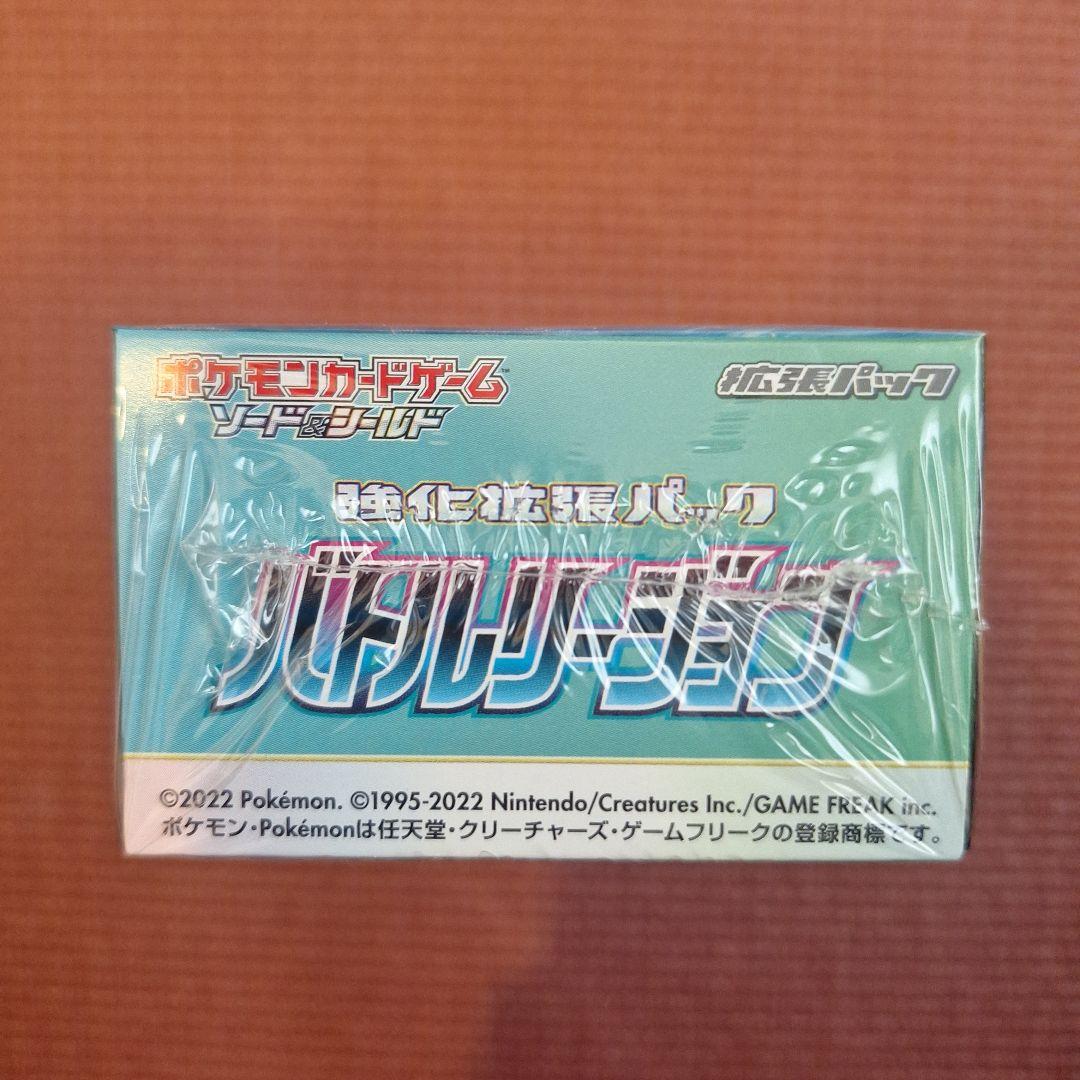 ポケモンカードゲーム™
ソード&シールド
拡張パック
強化拡張パック
バトルリージョン
©2022 Pokémon. ©1995-2022 Nintendo/Creatures Inc./GAME FREAK inc.
ポケモン・Pokémonは任天堂・クリーチャーズ・ゲームフリークの登録商標です。